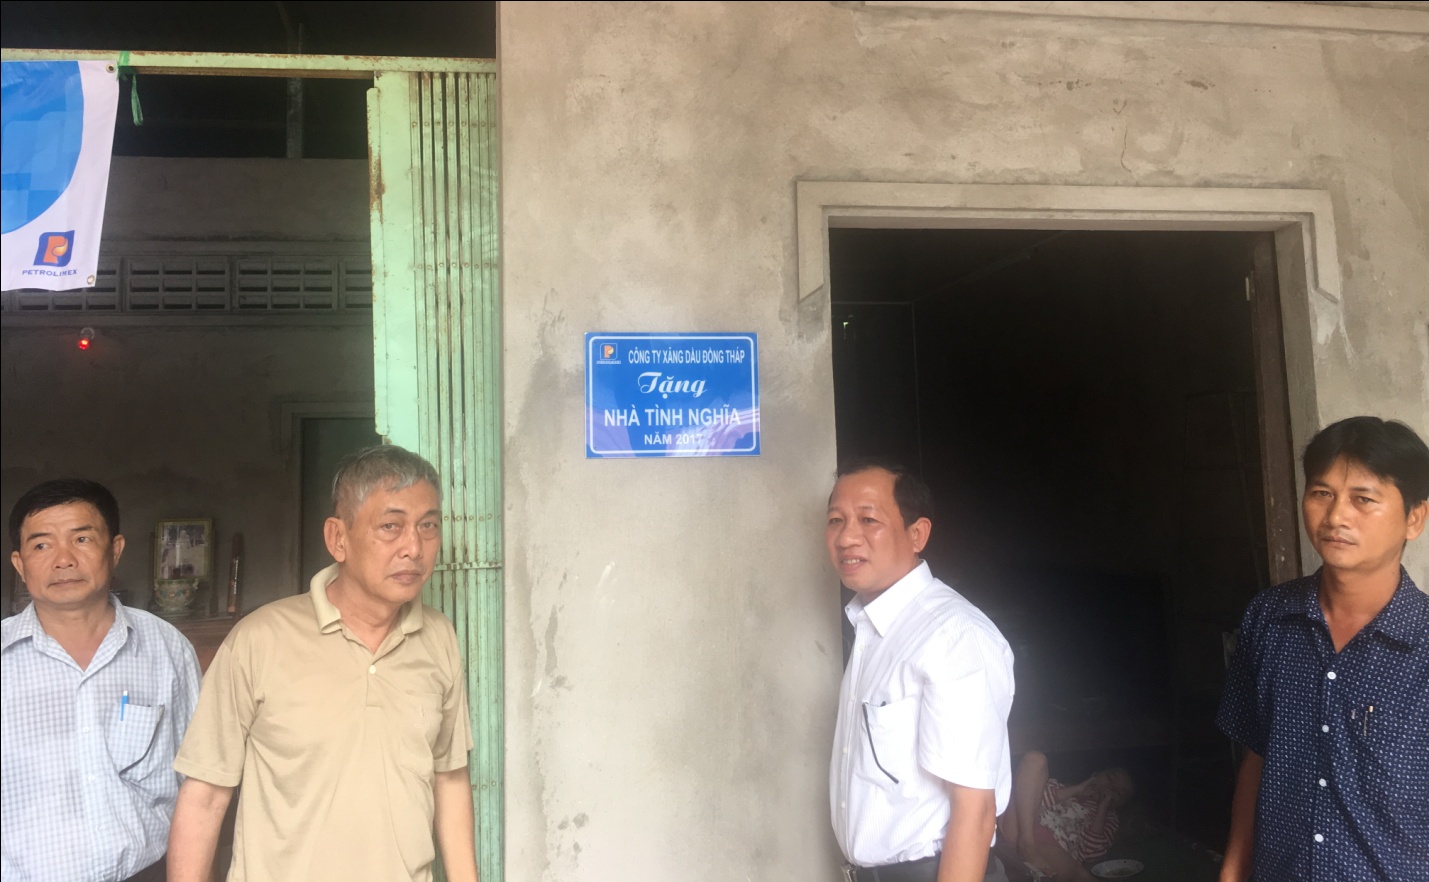 PETROLIMEX
CÔNG TY XĂNG DẦU ĐỒNG THÁP
Tặng
NHÀ TÌNH NGHĨA
NĂM 2017